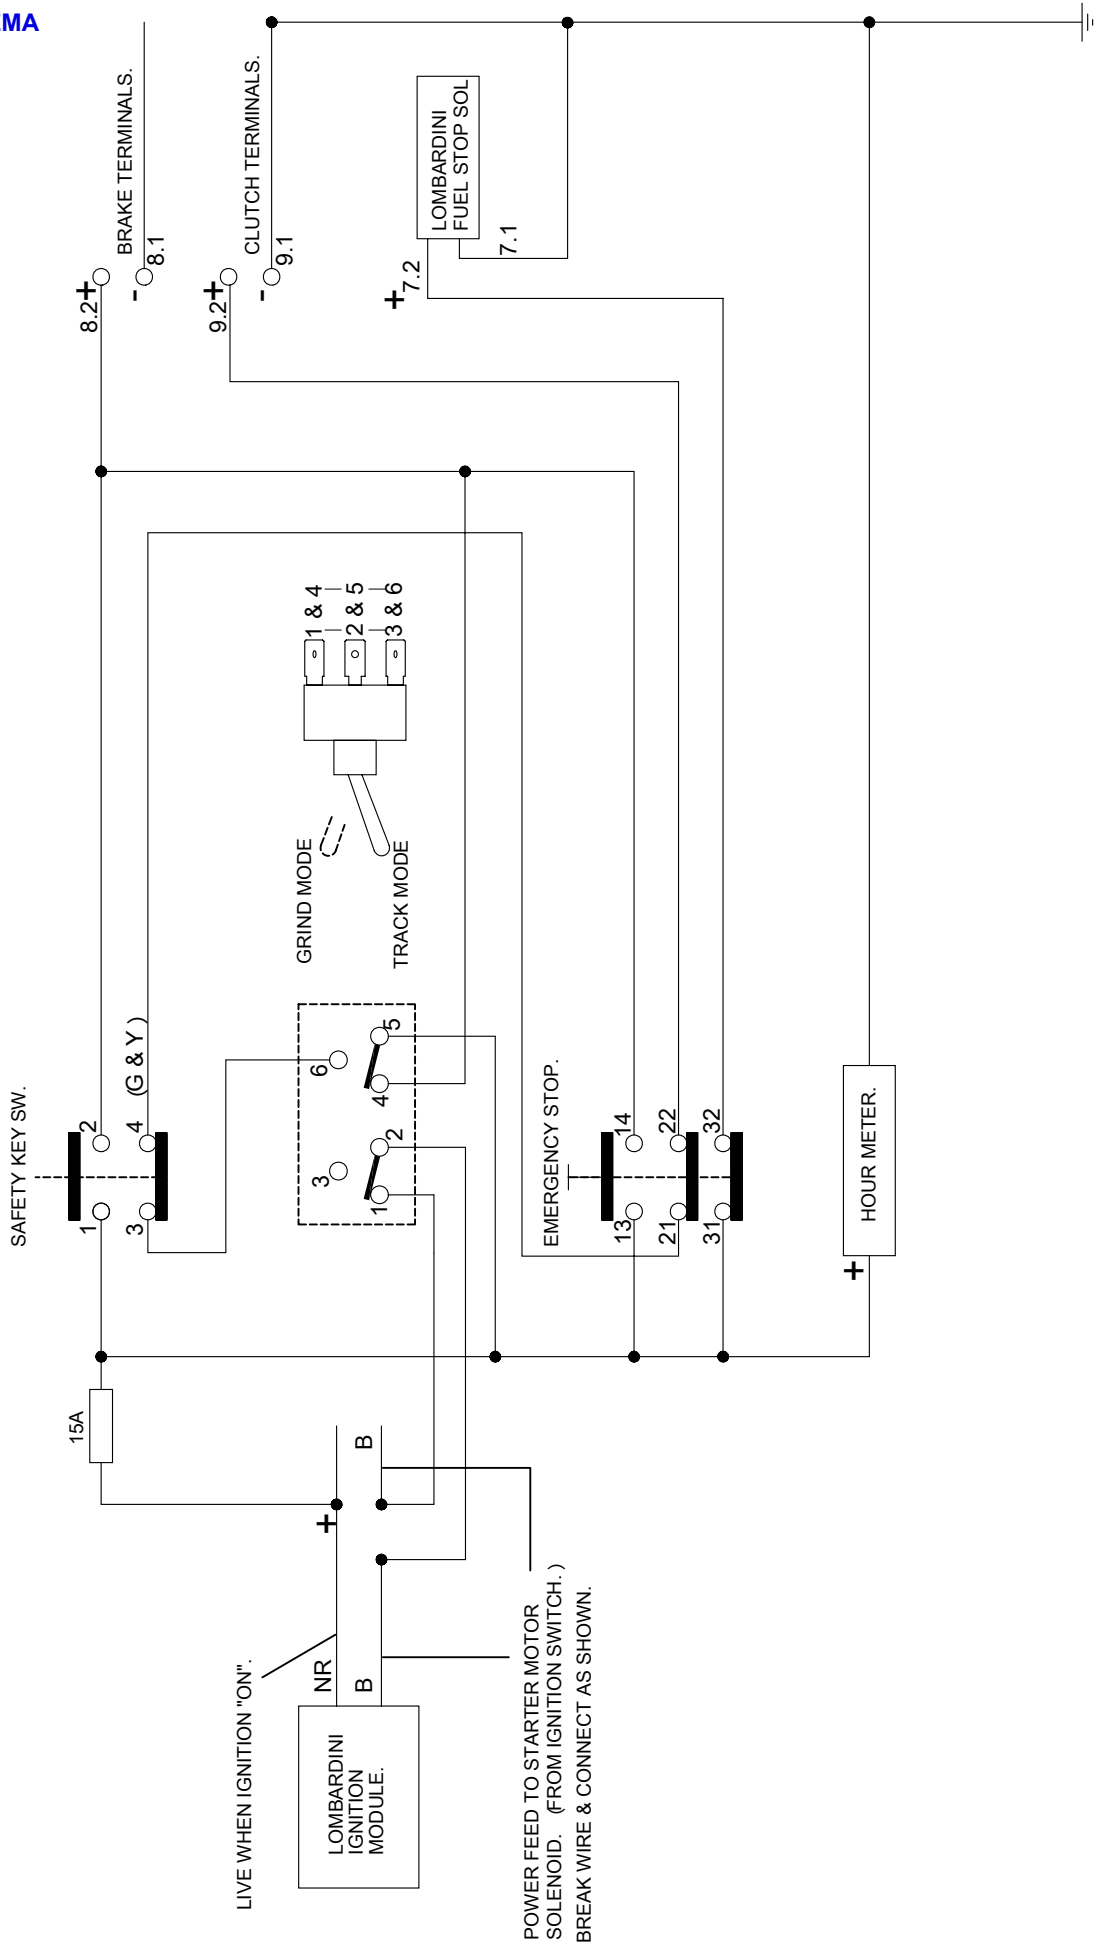 EMA
SAFETY KEY SW.
1
2
3
4
(G & Y )
15A
8.2+
-
8.1
BRAKE TERMINALS.
9.2+
-
9.1
CLUTCH TERMINALS.
+
7.2
7.1
LOMBARDINI
FUEL STOP SOL
GRIND MODE
TRACK MODE
1 & 4
2 & 5
3 & 6
3
6
1
2
4
5
EMERGENCY STOP.
13
14
21
22
31
32
+
HOUR METER.
LIVE WHEN IGNITION "ON".
LOMBARDINI
IGNITION
MODULE.
NR
B
+
B
POWER FEED TO STARTER MOTOR
SOLENOID. (FROM IGNITION SWITCH. )
BREAK WIRE & CONNECT AS SHOWN.